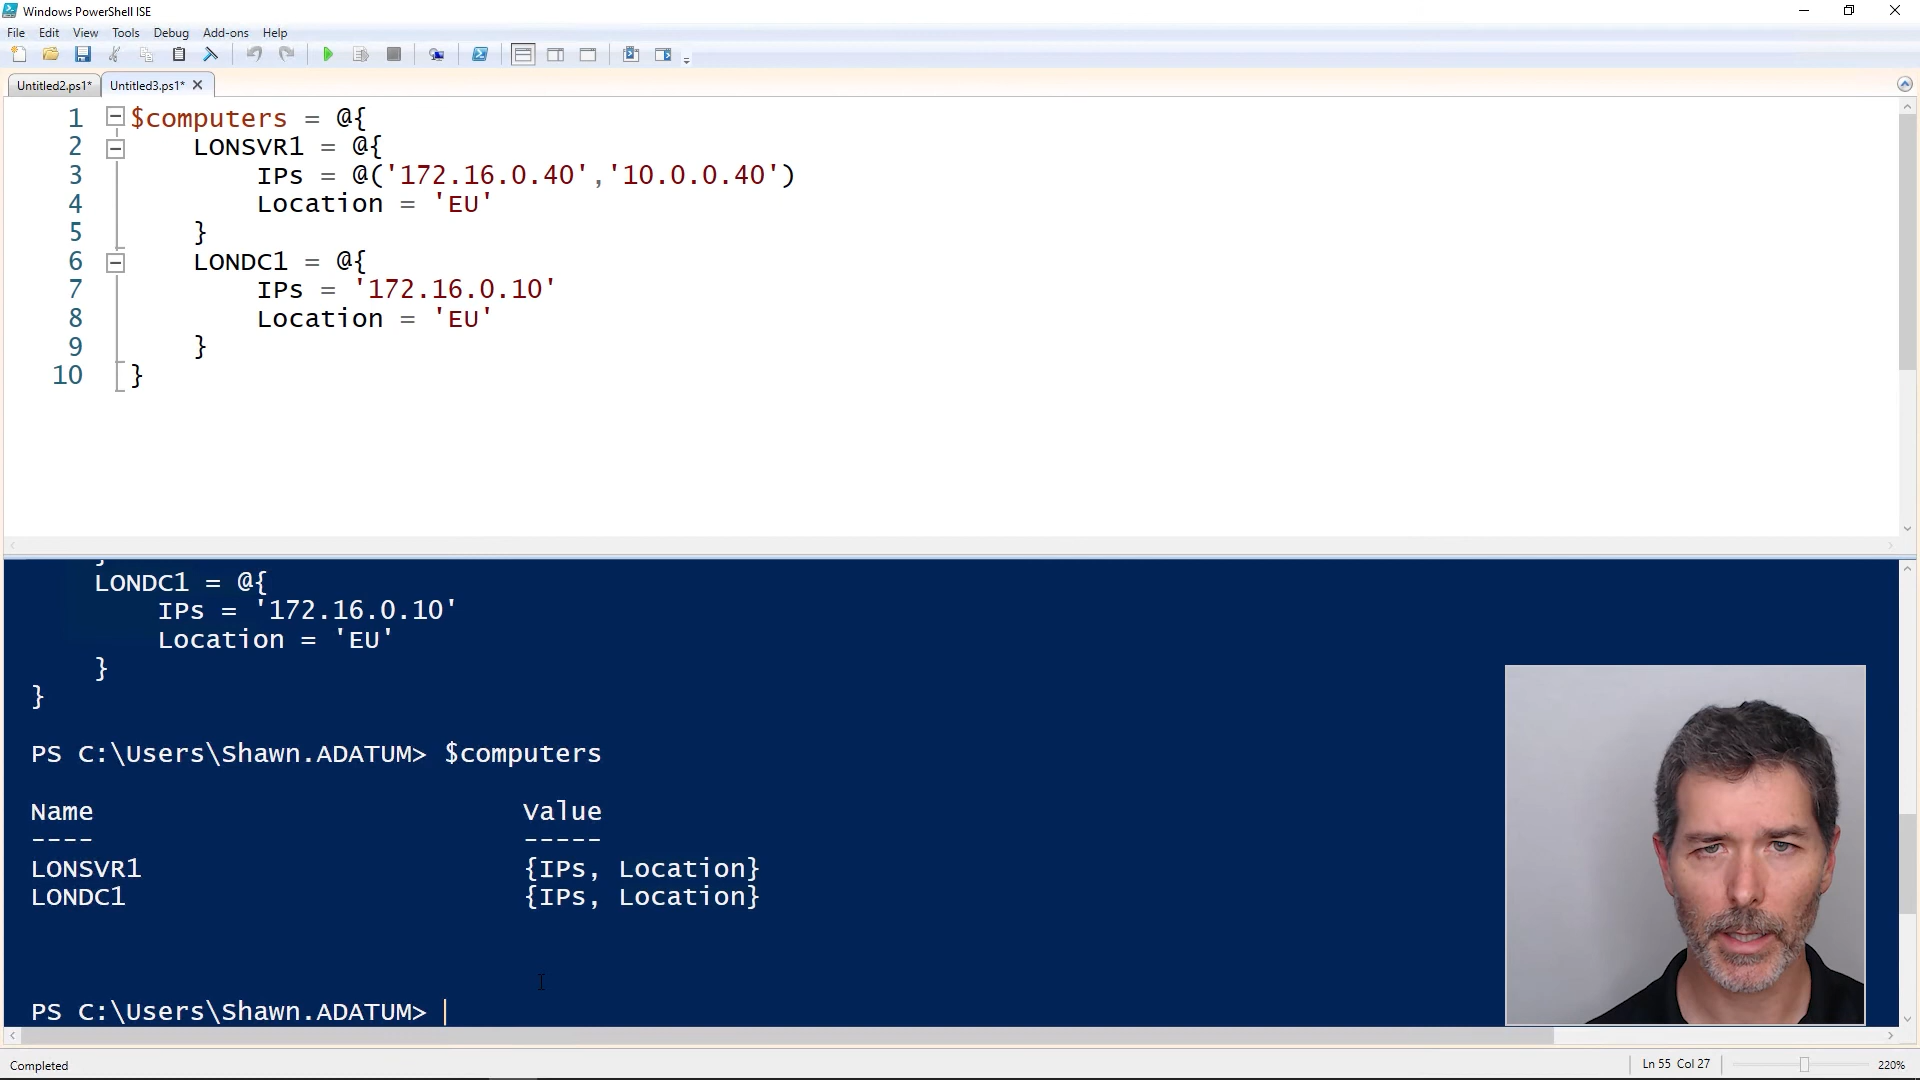 Windows PowerShell ISE
File Edit View Tools Debug Add-ons Help
Untitled2.ps1* Untitled3.ps1*
1 $computers = @{
2 LONSVR1 = @{
3 IPs = @('172.16.0.40','10.0.0.40')
4 Location = 'EU'
5 }
6 LONDC1 = @{
7 IPs = '172.16.0.10'
8 Location = 'EU'
9 }
10 }
}
LONDC1 = @{
IPs = '172.16.0.10'
Location = 'EU'
}
}
PS C:\Users\Shawn.ADATUM> $computers
Name Value
---- -----
LONSVR1 {IPs, Location}
LONDC1 {IPs, Location}
PS C:\Users\Shawn.ADATUM>
Completed Ln 55 Col 27 220%